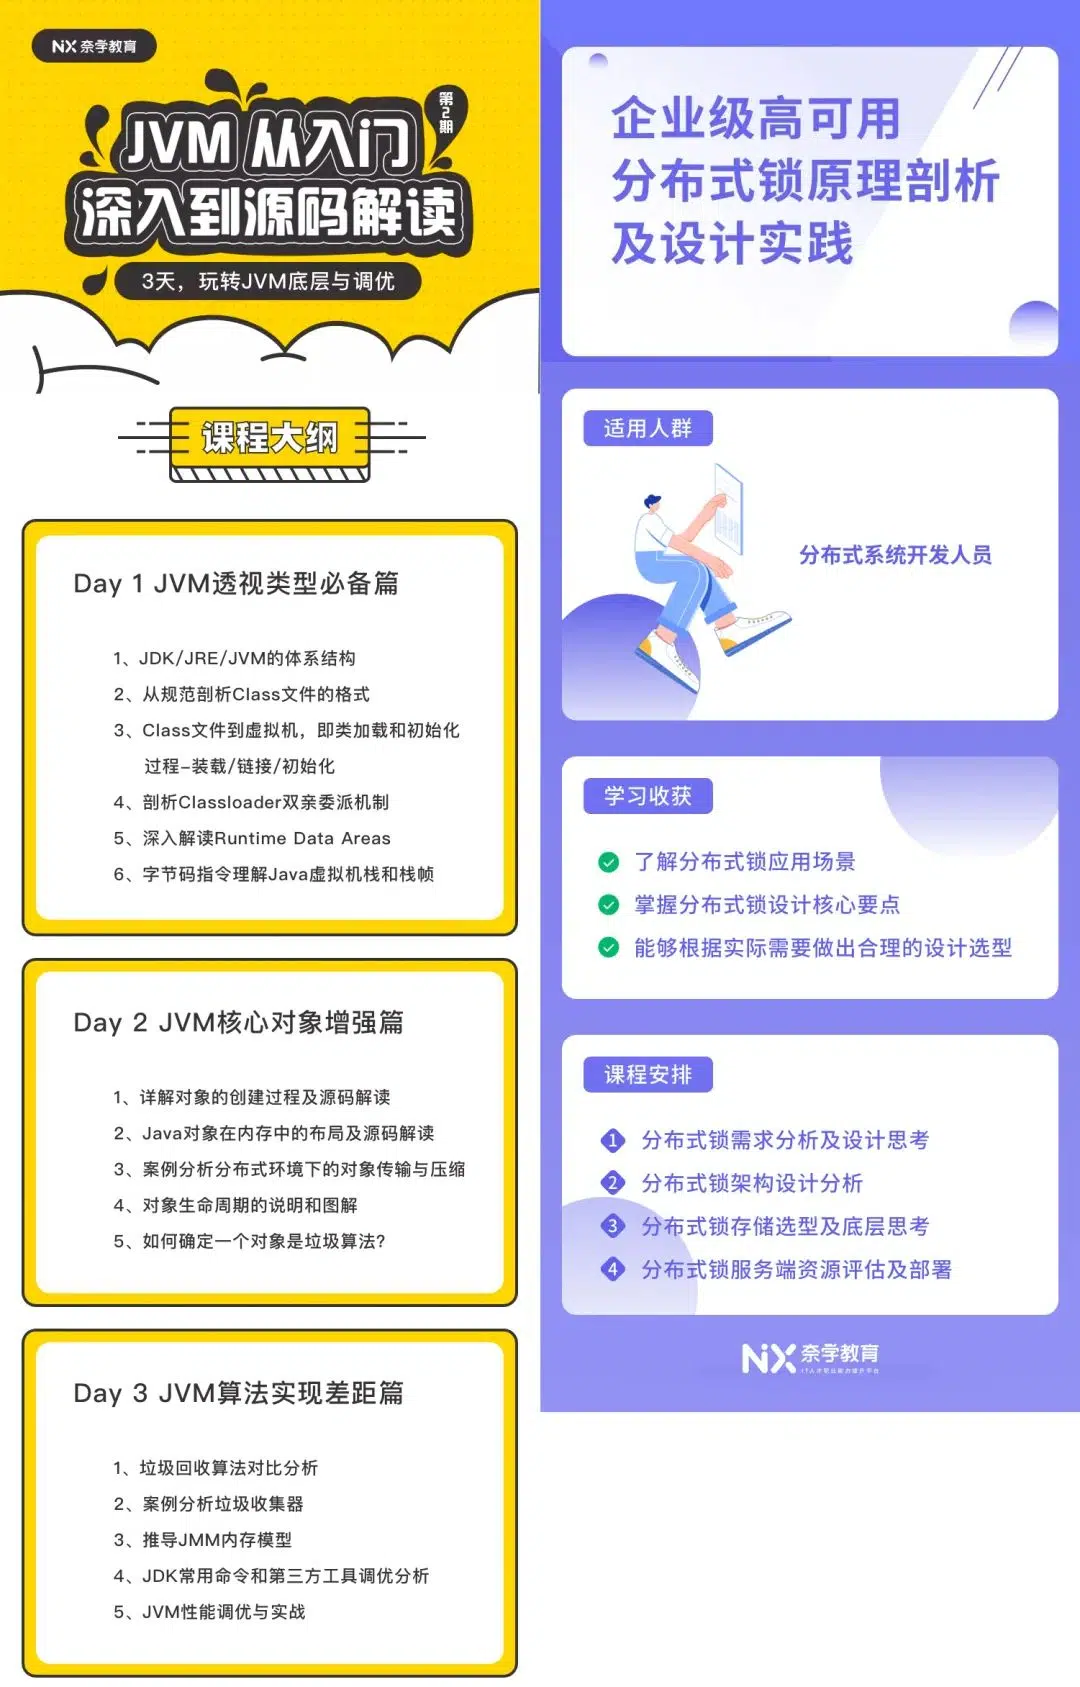 NX 奈学教育
第2期
JVM 从入门
深入到源码解读
3天，玩转JVM底层与调优
课程大纲
Day 1 JVM透视类型必备篇
1、JDK/JRE/JVM的体系结构
2、从规范剖析Class文件的格式
3、Class文件到虚拟机，即类加载和初始化
过程-装载/链接/初始化
4、剖析Classloader双亲委派机制
5、深入解读Runtime Data Areas
6、字节码指令理解Java虚拟机栈和栈帧
Day 2 JVM核心对象增强篇
1、详解对象的创建过程及源码解读
2、Java对象在内存中的布局及源码解读
3、案例分析分布式环境下的对象传输与压缩
4、对象生命周期的说明和图解
5、如何确定一个对象是垃圾算法?
Day 3 JVM算法实现差距篇
1、垃圾回收算法对比分析
2、案例分析垃圾收集器
3、推导JMM内存模型
4、JDK常用命令和第三方工具调优分析
5、JVM性能调优与实战
企业级高可用
分布式锁原理剖析
及设计实践
适用人群
分布式系统开发人员
学习收获
了解分布式锁应用场景
掌握分布式锁设计核心要点
能够根据实际需要做出合理的设计选型
课程安排
1 分布式锁需求分析及设计思考
2 分布式锁架构设计分析
3 分布式锁存储选型及底层思考
4 分布式锁服务端资源评估及部署
NX 奈学教育
IT人才职业能力提升平台